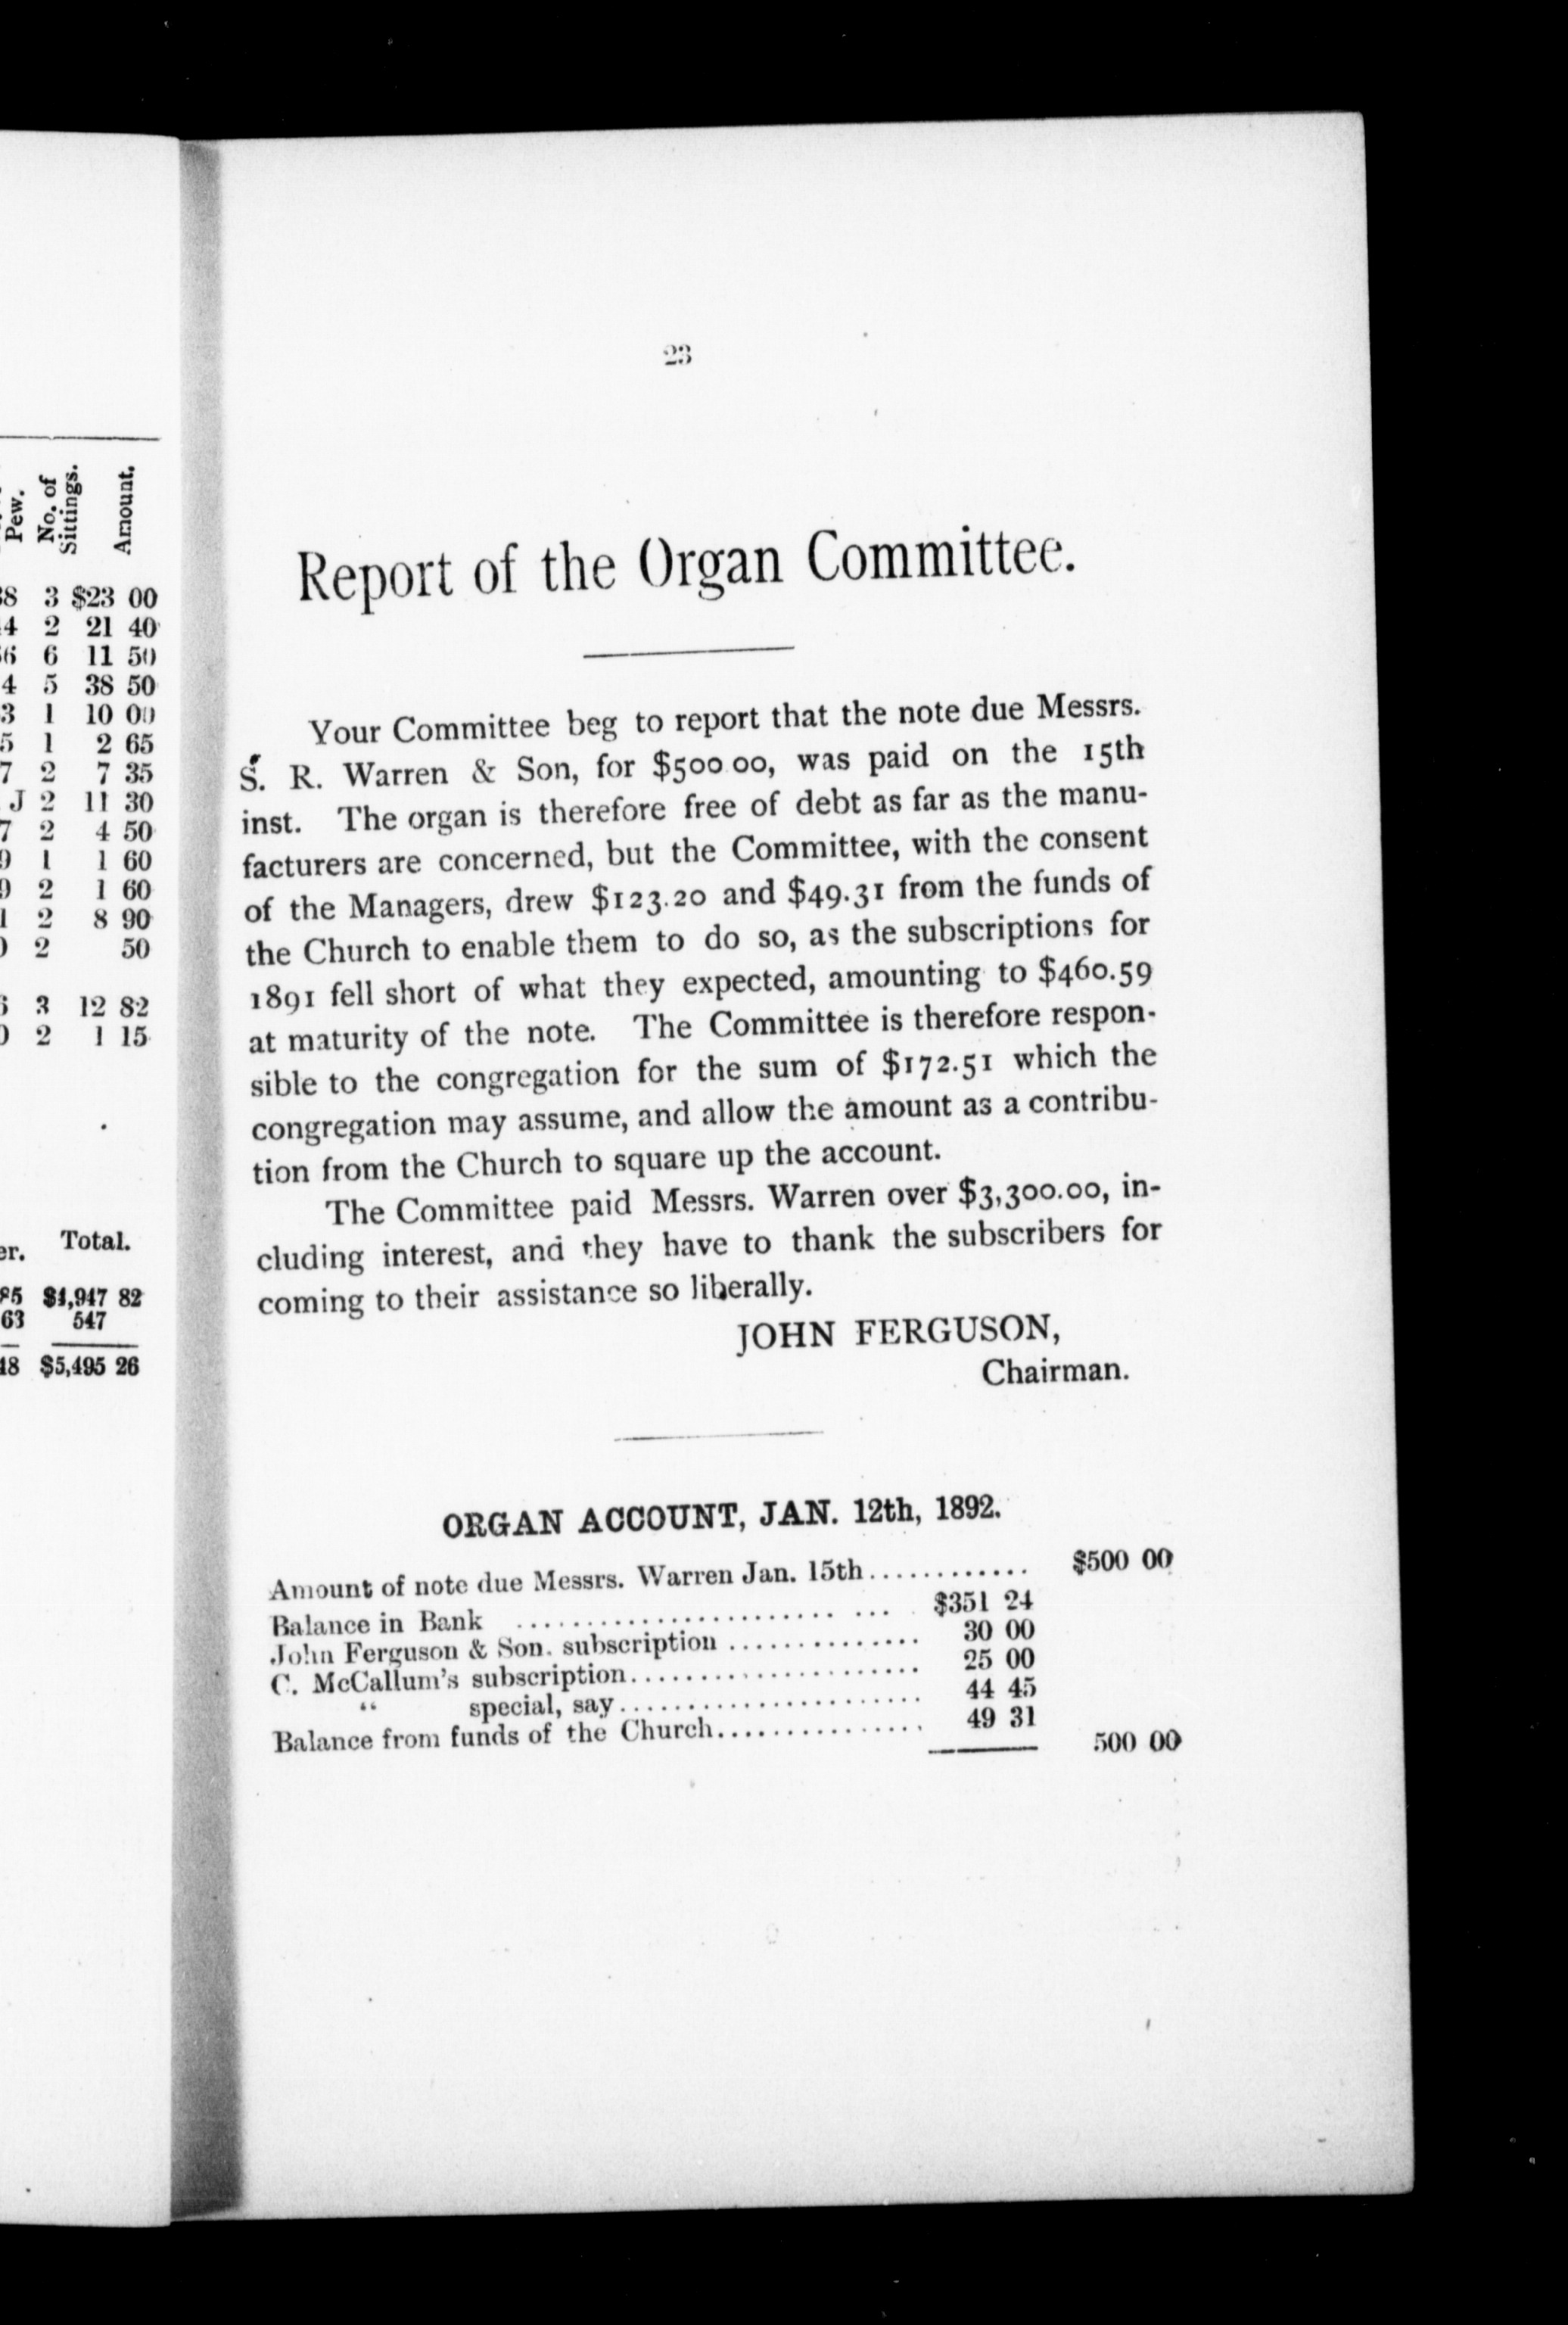 Pew.
No. of
Sittings.
Amount.
3 $23 00
4 2 21 40
6 6 11 50
4 5 38 50
3 1 10 00
5 1 2 65
7 2 7 35
J 2 11 30
7 2 4 50
1 1 60
2 1 60
2 8 90
2 50
3 12 82
2 1 15
er. Total.
$4,947 82
63 547
48 $5,495 26
23
Report of the Organ Committee.
Your Committee beg to report that the note due Messrs.
S. R. Warren & Son, for $500 00, was paid on the 15th
inst. The organ is therefore free of debt as far as the manu-
facturers are concerned, but the Committee, with the consent
of the Managers, drew $123.20 and $49.31 from the funds of
the Church to enable them to do so, as the subscriptions for
1891 fell short of what they expected, amounting to $460.59
at maturity of the note. The Committee is therefore respon-
sible to the congregation for the sum of $172.51 which the
congregation may assume, and allow the amount as a contribu-
tion from the Church to square up the account.
The Committee paid Messrs. Warren over $3,300.00, in-
cluding interest, and they have to thank the subscribers for
coming to their assistance so liberally.
JOHN FERGUSON,
Chairman.
ORGAN ACCOUNT, JAN. 12th, 1892.
Amount of note due Messrs. Warren Jan. 15th............ $500 00
Balance in Bank .......................... ... $351 24
John Ferguson & Son. subscription .............. 30 00
C. McCallum's subscription..................... 25 00
" special, say...................... 44 45
Balance from funds of the Church............... 49 31
500 00